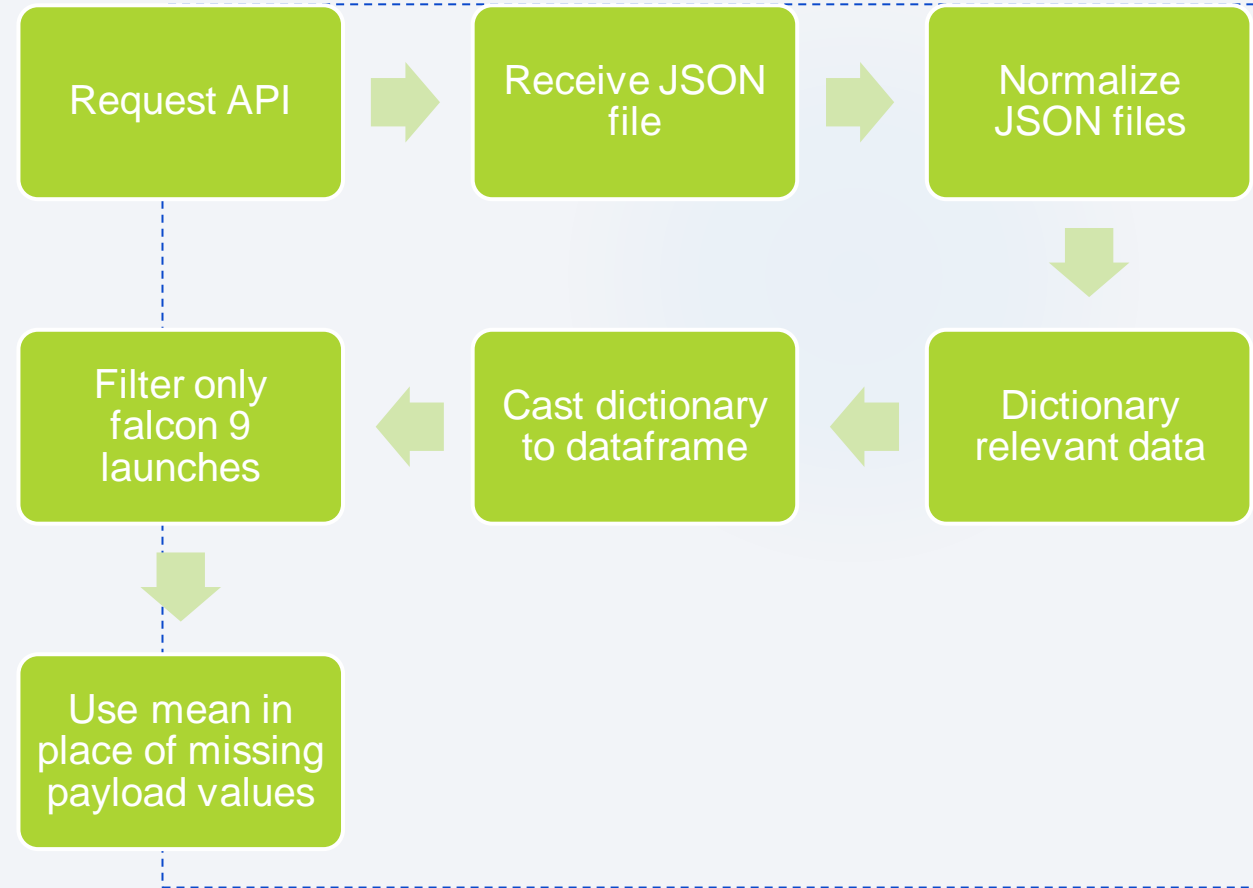 Request API
Receive JSON
file
Normalize
JSON files
Dictionary
relevant data
Cast dictionary
to dataframe
Filter only
falcon 9
launches
Use mean in
place of missing
payload values